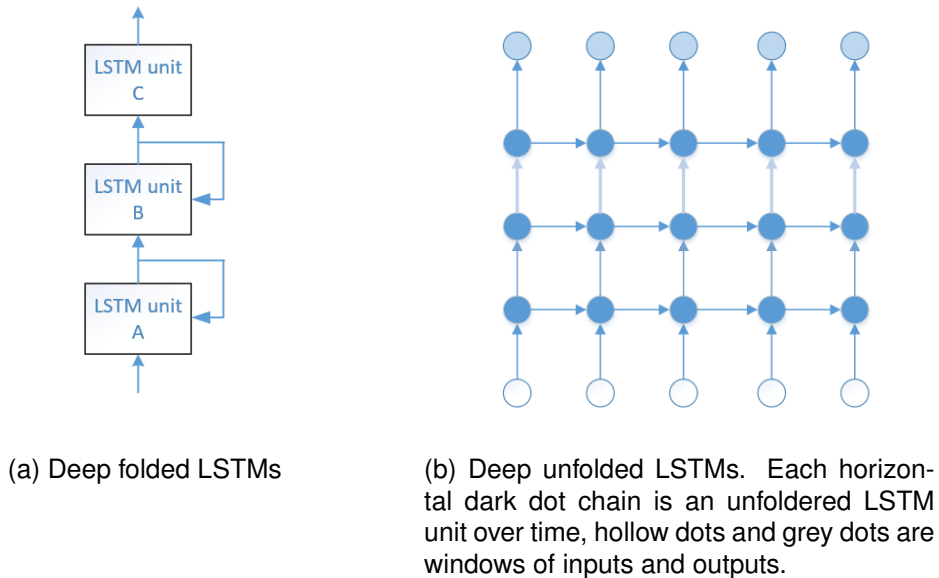 LSTM unit
C
LSTM unit
B
LSTM unit
A
(a) Deep folded LSTMs
(b) Deep unfolded LSTMs. Each horizon-
tal dark dot chain is an unfoldered LSTM
unit over time, hollow dots and grey dots are
windows of inputs and outputs.